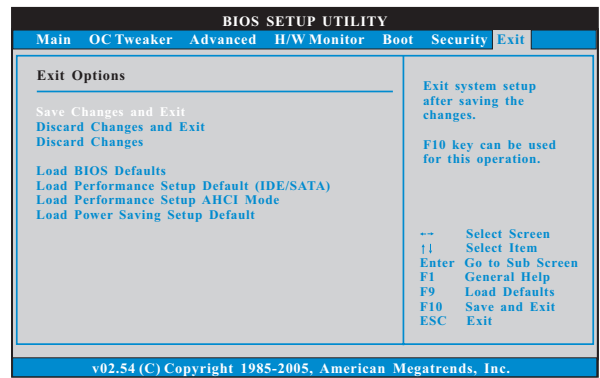 BIOS SETUP UTILITY
Main OC Tweaker Advanced H/W Monitor Boot Security Exit
Exit Options
Save Changes and Exit
Discard Changes and Exit
Discard Changes
Load BIOS Defaults
Load Performance Setup Default (IDE/SATA)
Load Performance Setup AHCI Mode
Load Power Saving Setup Default
Exit system setup
after saving the
changes.
F10 key can be used
for this operation.
←→ Select Screen
↑↓ Select Item
Enter Go to Sub Screen
F1 General Help
F9 Load Defaults
F10 Save and Exit
ESC Exit
v02.54 (C) Copyright 1985-2005, American Megatrends, Inc.